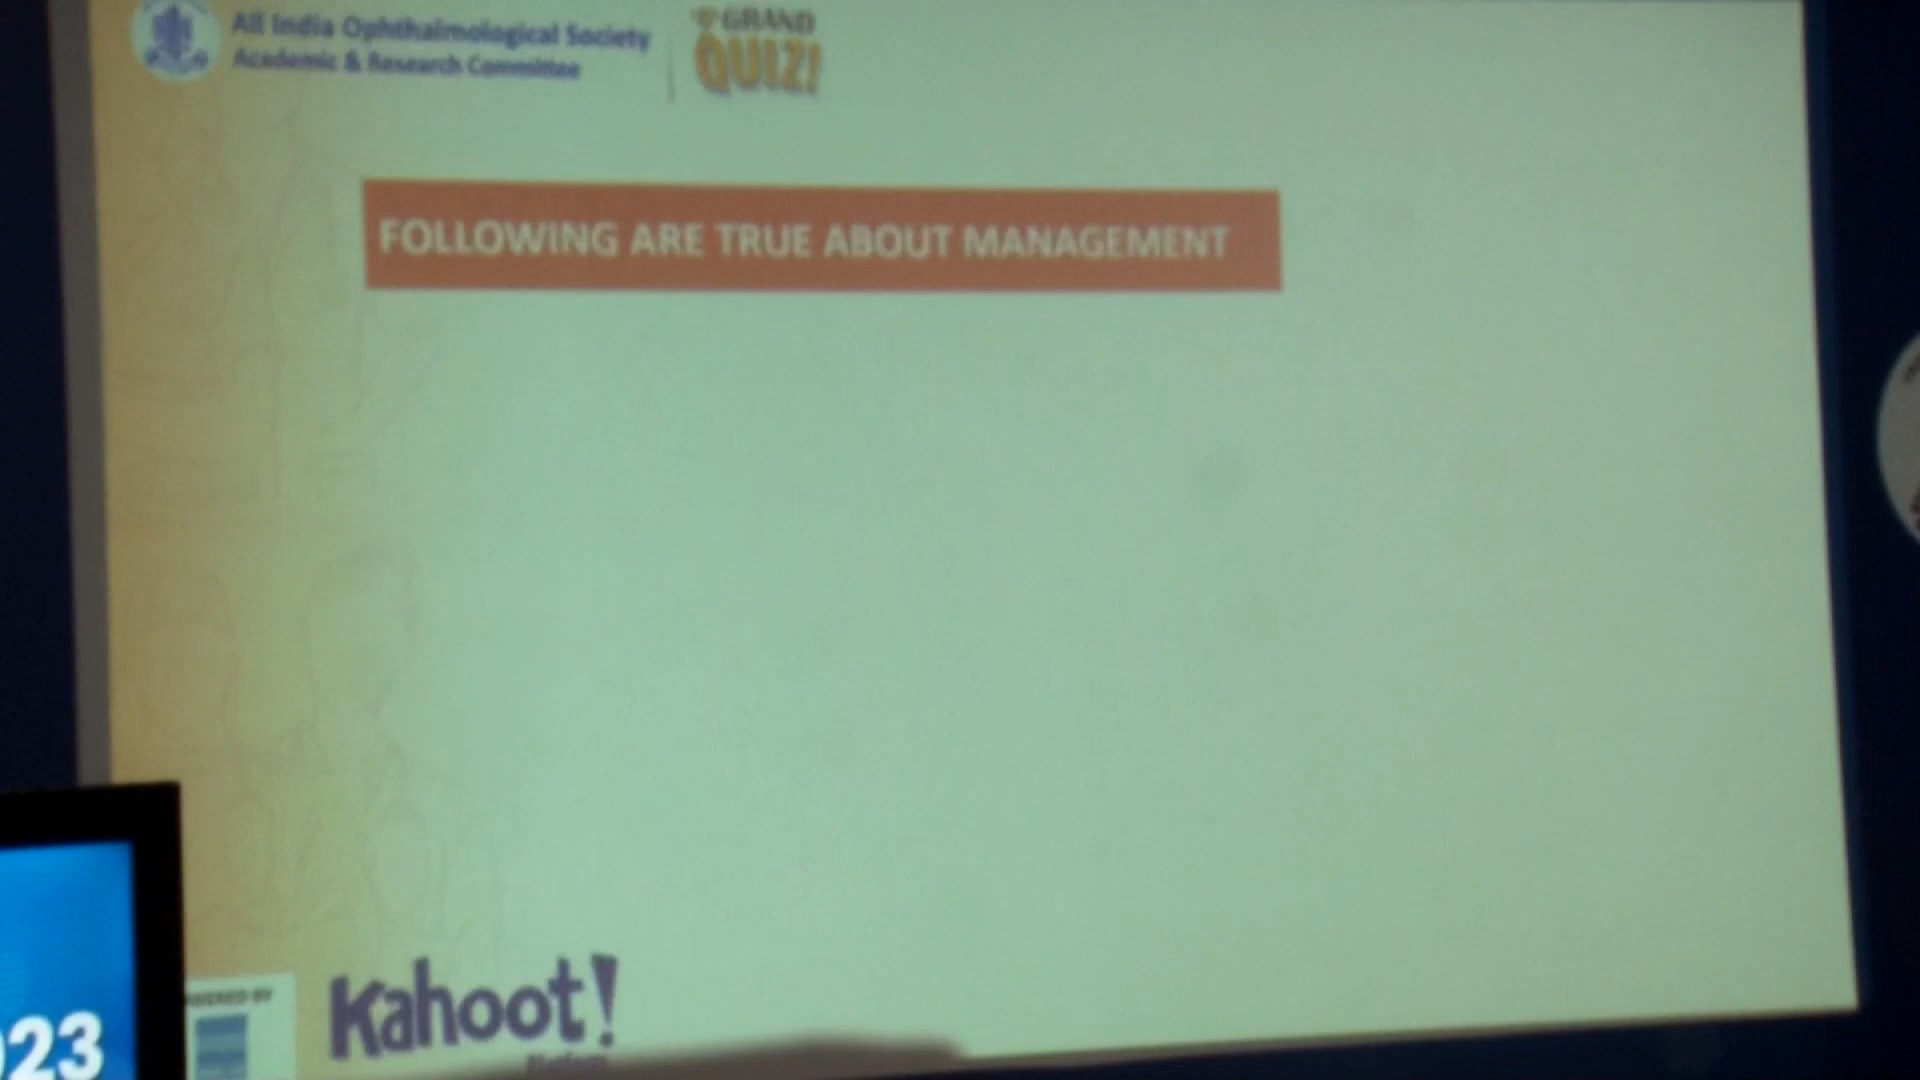 All India Ophthalmological Society
Academic & Research Committee
GRAND
QUIZ!
FOLLOWING ARE TRUE ABOUT MANAGEMENT
Kahoot!
023